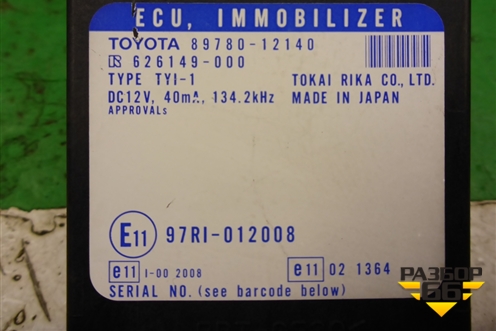 ECU, IMMOBILIZER
TOYOTA 89780-12140
626149-000
TYPE TYI-1 TOKAI RIKA CO., LTD.
DC12V, 40mA, 134.2kHz MADE IN JAPAN
APPROVALs
E11 97RI-012008
e11 I-00 2008 e11 02 1364
SERIAL NO. (see barcode below)
РАЗБОР
66